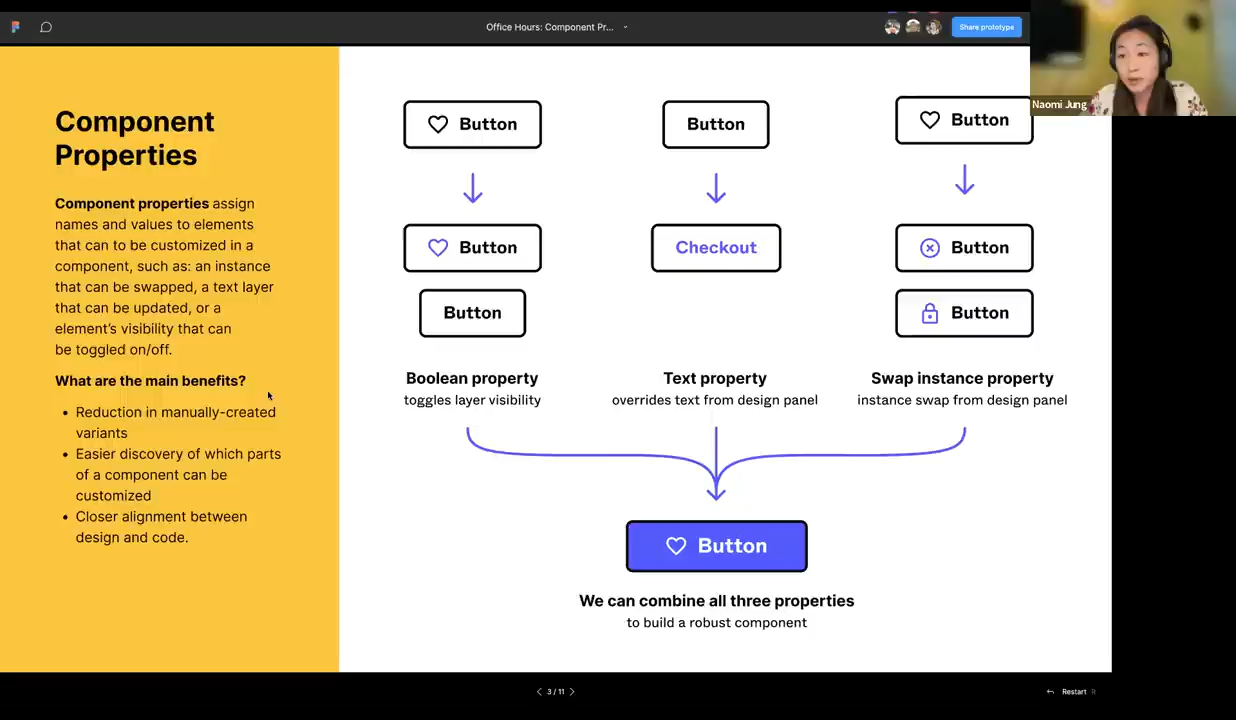 Office Hours: Component Pr...
Share prototype
Naomi Jung
Component
Properties
Component properties assign
names and values to elements
that can to be customized in a
component, such as: an instance
that can be swapped, a text layer
that can be updated, or a
element's visibility that can
be toggled on/off.
What are the main benefits?
• Reduction in manually-created
variants
• Easier discovery of which parts
of a component can be
customized
• Closer alignment between
design and code.
Button
Button
Button
Boolean property
toggles layer visibility
Button
Checkout
Text property
overrides text from design panel
Button
Button
Button
Swap instance property
instance swap from design panel
Button
We can combine all three properties
to build a robust component
3 / 11
Restart R